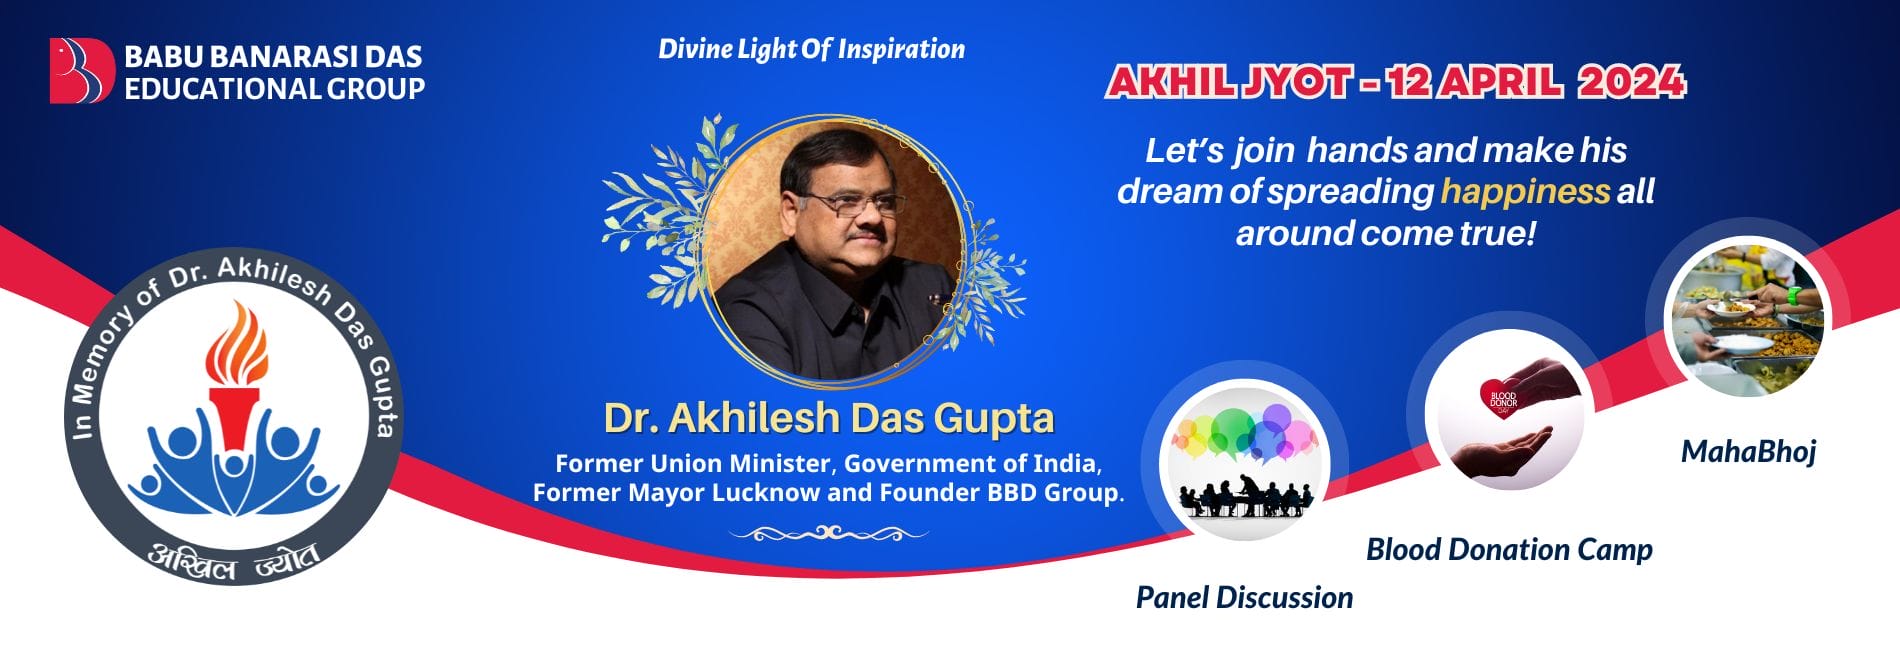 BABU BANARASI DAS
EDUCATIONAL GROUP
Divine Light Of Inspiration
AKHIL JYOT - 12 APRIL 2024
Let's join hands and make his
dream of spreading happiness all
around come true!
In Memory of Dr. Akhilesh Das Gupta
अखिल ज्योत
Dr. Akhilesh Das Gupta
Former Union Minister, Government of India,
Former Mayor Lucknow and Founder BBD Group.
BLOOD
DONOR
DAY
Panel Discussion
Blood Donation Camp
MahaBhoj